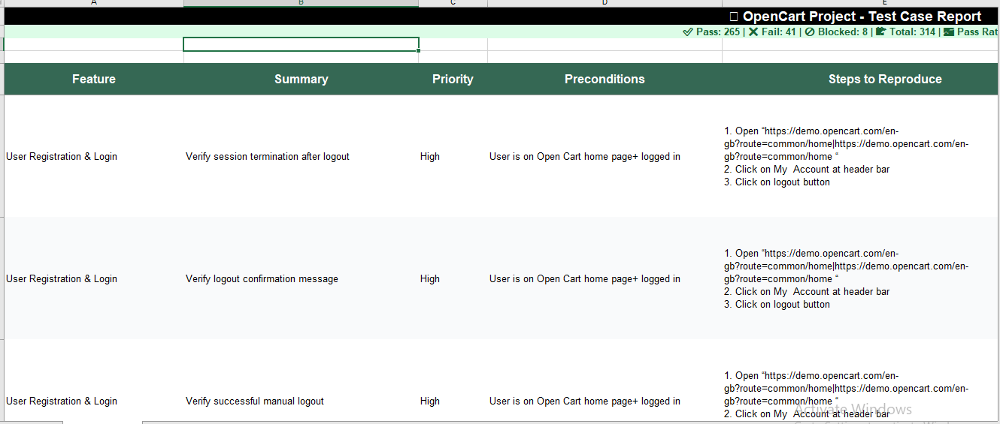 A B C D E
OpenCart Project - Test Case Report
Pass: 265 | Fail: 41 | Blocked: 8 | Total: 314 | Pass Rat
Feature Summary Priority Preconditions Steps to Reproduce
User Registration & Login
Verify session termination after logout
High
User is on Open Cart home page+ logged in
1. Open “https://demo.opencart.com/en-
gb?route=common/home|https://demo.opencart.com/en-
gb?route=common/home “
2. Click on My  Account at header bar
3. Click on logout button
User Registration & Login
Verify logout confirmation message
High
User is on Open Cart home page+ logged in
1. Open “https://demo.opencart.com/en-
gb?route=common/home|https://demo.opencart.com/en-
gb?route=common/home “
2. Click on My  Account at header bar
3. Click on logout button
User Registration & Login
Verify successful manual logout
High
User is on Open Cart home page+ logged in
1. Open “https://demo.opencart.com/en-
gb?route=common/home|https://demo.opencart.com/en-
gb?route=common/home “
2. Click on My  Account at header bar
Activate Windows